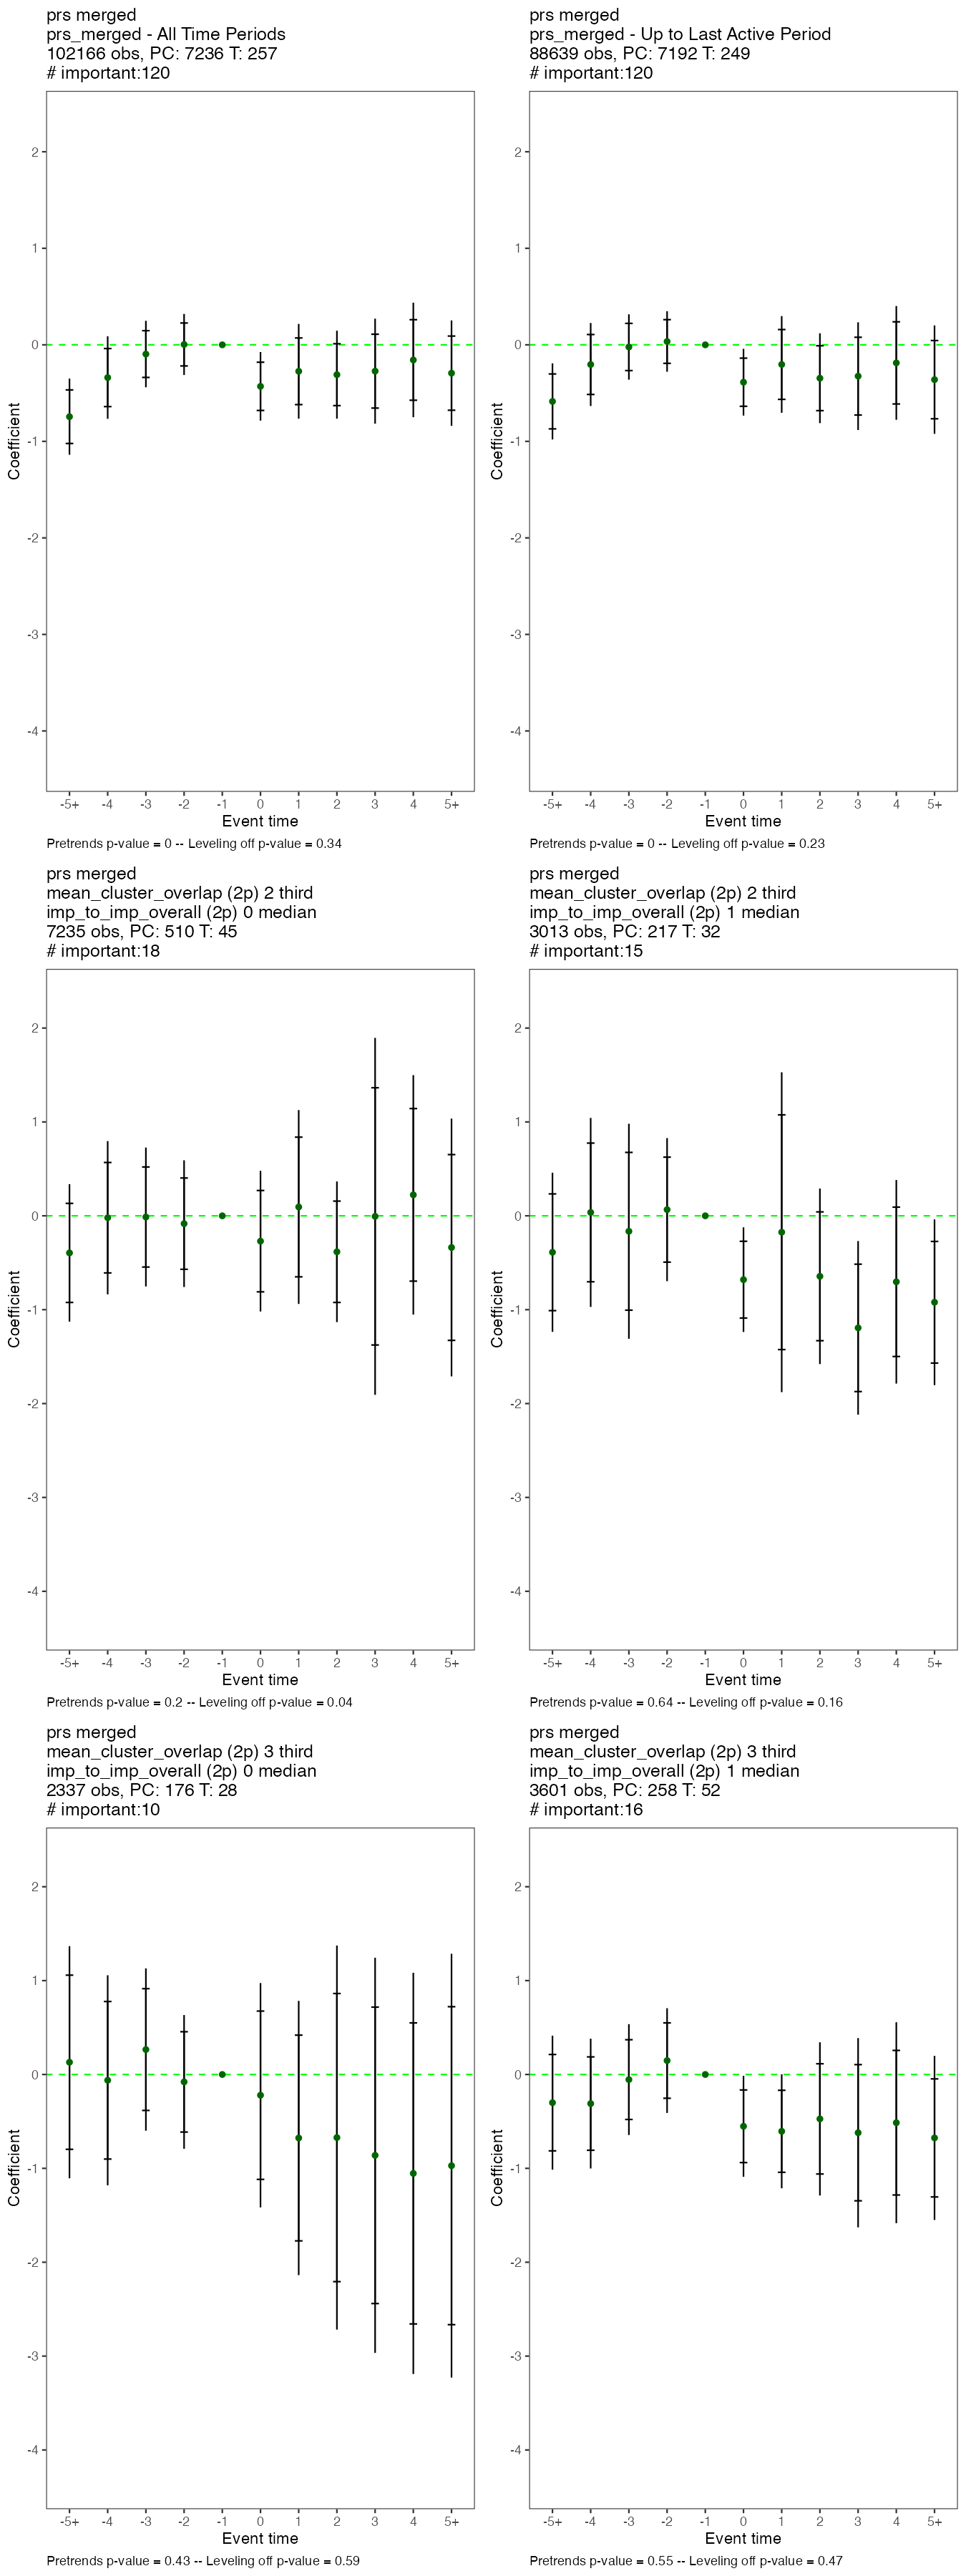 prs merged
prs_merged - All Time Periods
102166 obs, PC: 7236 T: 257
# important:120
2
1
0
-1
-2
-3
-4
Coefficient
-5+ -4 -3 -2 -1 0 1 2 3 4 5+
Event time
Pretrends p-value = 0 -- Leveling off p-value = 0.34
prs merged
prs_merged - Up to Last Active Period
88639 obs, PC: 7192 T: 249
# important:120
2
1
0
-1
-2
-3
-4
Coefficient
-5+ -4 -3 -2 -1 0 1 2 3 4 5+
Event time
Pretrends p-value = 0 -- Leveling off p-value = 0.23
prs merged
mean_cluster_overlap (2p) 2 third
imp_to_imp_overall (2p) 0 median
7235 obs, PC: 510 T: 45
# important:18
2
1
0
-1
-2
-3
-4
Coefficient
-5+ -4 -3 -2 -1 0 1 2 3 4 5+
Event time
Pretrends p-value = 0.2 -- Leveling off p-value = 0.04
prs merged
mean_cluster_overlap (2p) 2 third
imp_to_imp_overall (2p) 1 median
3013 obs, PC: 217 T: 32
# important:15
2
1
0
-1
-2
-3
-4
Coefficient
-5+ -4 -3 -2 -1 0 1 2 3 4 5+
Event time
Pretrends p-value = 0.64 -- Leveling off p-value = 0.16
prs merged
mean_cluster_overlap (2p) 3 third
imp_to_imp_overall (2p) 0 median
2337 obs, PC: 176 T: 28
# important:10
2
1
0
-1
-2
-3
-4
Coefficient
-5+ -4 -3 -2 -1 0 1 2 3 4 5+
Event time
Pretrends p-value = 0.43 -- Leveling off p-value = 0.59
prs merged
mean_cluster_overlap (2p) 3 third
imp_to_imp_overall (2p) 1 median
3601 obs, PC: 258 T: 52
# important:16
2
1
0
-1
-2
-3
-4
Coefficient
-5+ -4 -3 -2 -1 0 1 2 3 4 5+
Event time
Pretrends p-value = 0.55 -- Leveling off p-value = 0.47